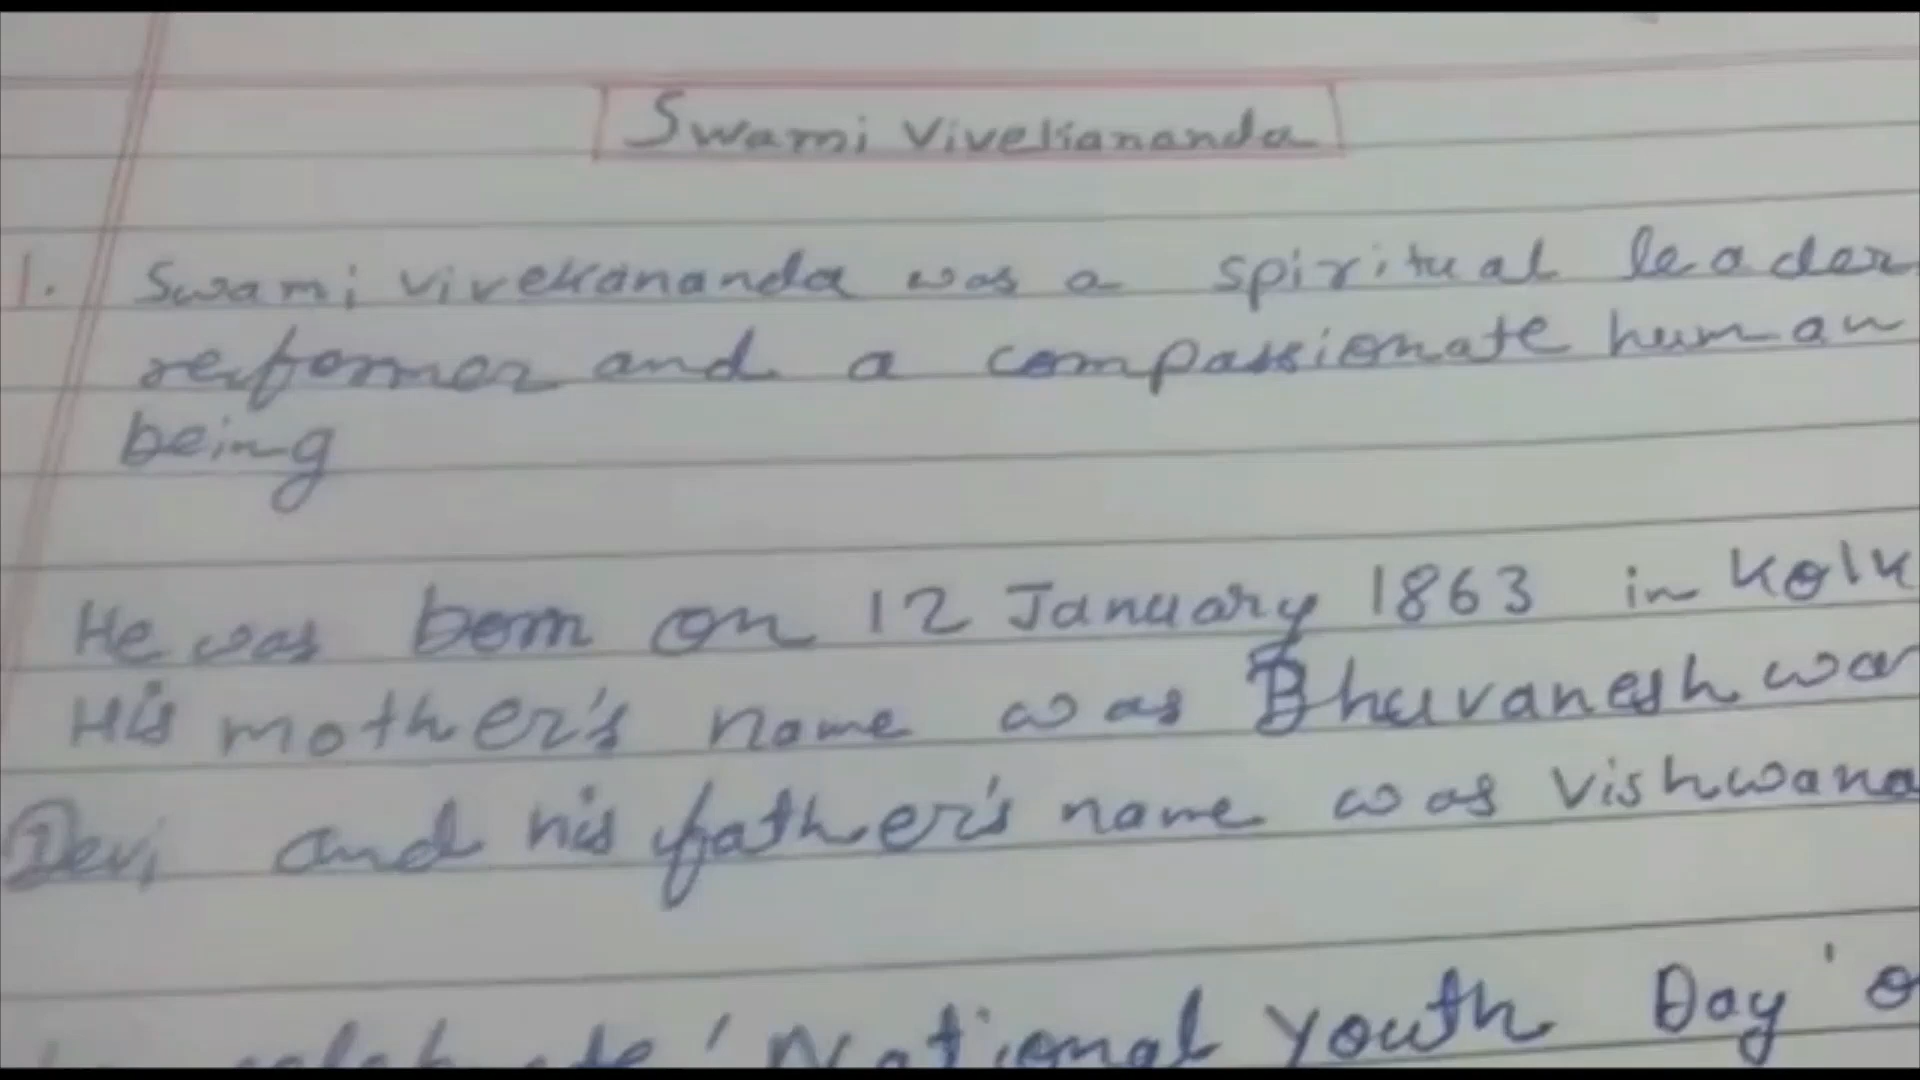 Swami Vivekananda
1. Swami vivekananda was a spiritual leader
reformer and a compassionate human
being
He was born on 12 January 1863 in Kolk
His mother's name was Bhuvaneshwar
Devi and his father's name was Vishwana
'National Youth Day'